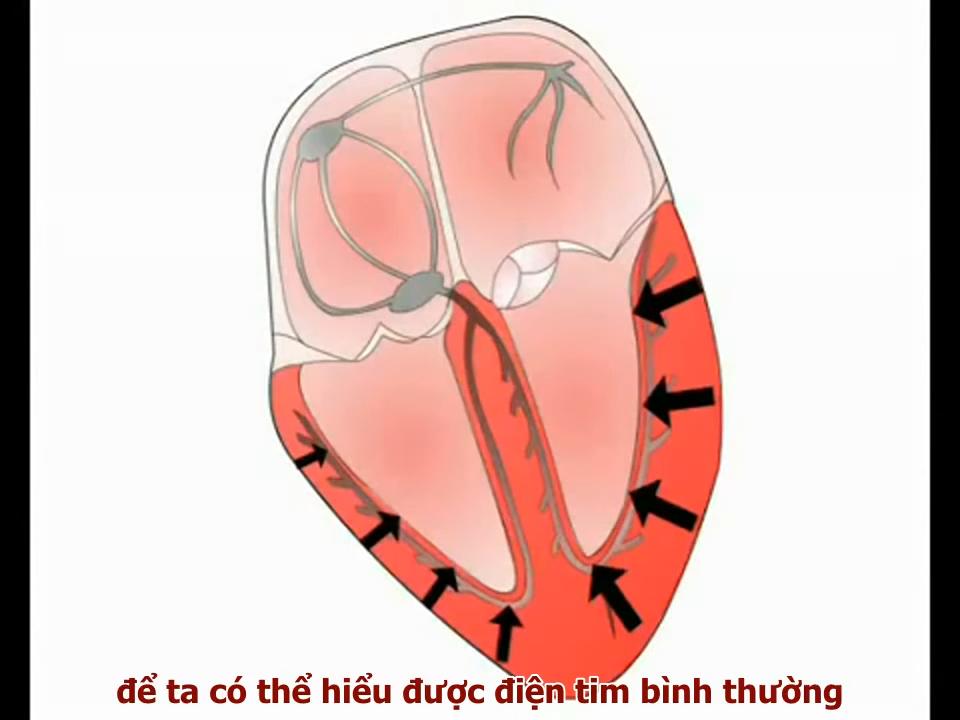 để ta có thể hiểu được điện tim bình thường